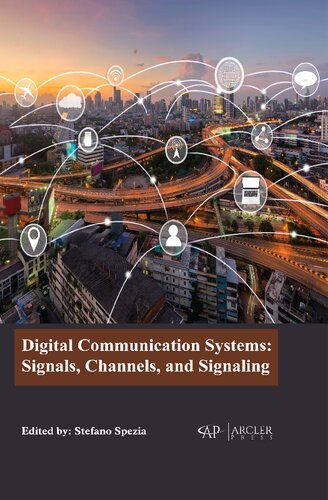 Digital Communication Systems:
Signals, Channels, and Signaling
Edited by: Stefano Spezia
AP ARCLER
PRESS